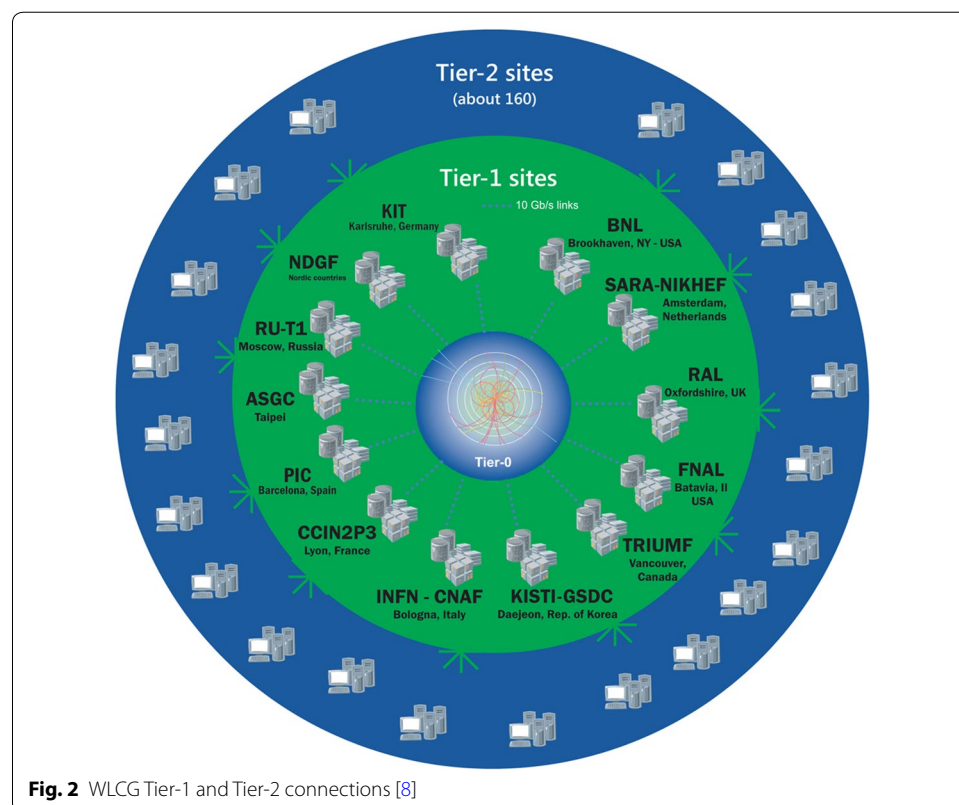 Tier-2 sites
(about 160)
Tier-1 sites
10 Gb/s links
KIT
Karlsruhe, Germany
BNL
Brookhaven, NY - USA
NDGF
Nordic countries
SARA-NIKHEF
Amsterdam,
Netherlands
RU-T1
Moscow, Russia
RAL
Oxfordshire, UK
ASGC
Taipei
Tier-0
PIC
Barcelona, Spain
FNAL
Batavia, Il
USA
CCIN2P3
Lyon, France
TRIUMF
Vancouver,
Canada
INFN - CNAF
Bologna, Italy
KISTI-GSDC
Daejeon, Rep. of Korea
Fig. 2 WLCG Tier-1 and Tier-2 connections [8]